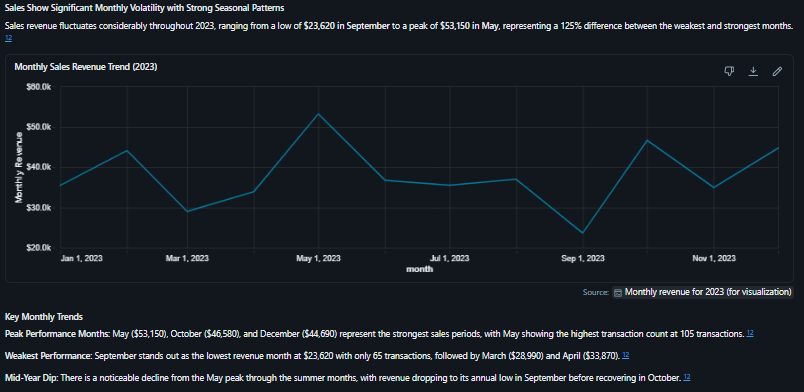 Sales Show Significant Monthly Volatility with Strong Seasonal Patterns
Sales revenue fluctuates considerably throughout 2023, ranging from a low of $23,620 in September to a peak of $53,150 in May, representing a 125% difference between the weakest and strongest months.
12
Monthly Sales Revenue Trend (2023)
$60.0k
$50.0k
$40.0k
$30.0k
$20.0k
Monthly Revenue
Jan 1, 2023 Mar 1, 2023 May 1, 2023 Jul 1, 2023 Sep 1, 2023 Nov 1, 2023
month
Source: Monthly revenue for 2023 (for visualization)
Key Monthly Trends
Peak Performance Months: May ($53,150), October ($46,580), and December ($44,690) represent the strongest sales periods, with May showing the highest transaction count at 105 transactions. 12
Weakest Performance: September stands out as the lowest revenue month at $23,620 with only 65 transactions, followed by March ($28,990) and April ($33,870). 12
Mid-Year Dip: There is a noticeable decline from the May peak through the summer months, with revenue dropping to its annual low in September before recovering in October. 12